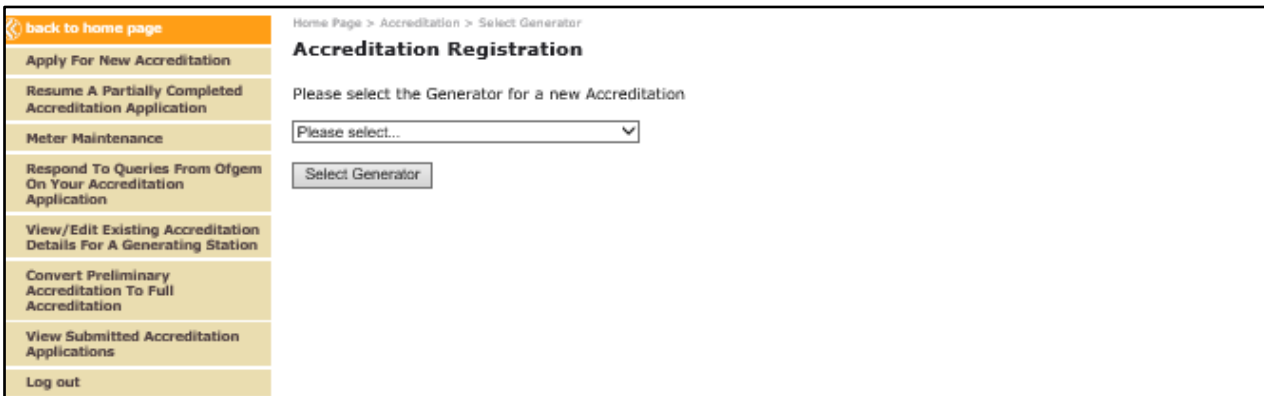 back to home page
Apply For New Accreditation
Resume A Partially Completed
Accreditation Application
Meter Maintenance
Respond To Queries From Ofgem
On Your Accreditation
Application
View/Edit Existing Accreditation
Details For A Generating Station
Convert Preliminary
Accreditation To Full
Accreditation
View Submitted Accreditation
Applications
Log out
Home Page > Accreditation > Select Generator
Accreditation Registration
Please select the Generator for a new Accreditation
Please select...
Select Generator